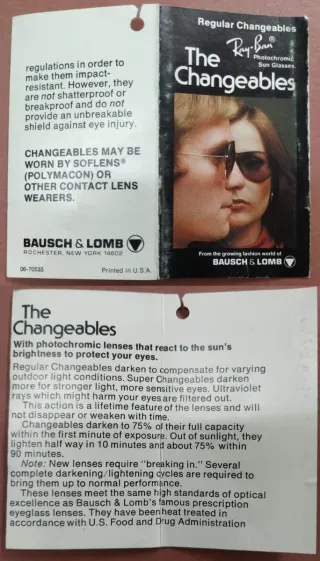 regulations in order to
make them impact-
resistant. However, they
are not shatterproof or
breakproof and do not
provide an unbreakable
shield against eye injury.
CHANGEABLES MAY BE
WORN BY SOFLENS®
(POLYMACON) OR
OTHER CONTACT LENS
WEARERS.
BAUSCH & LOMB
ROCHESTER, NEW YORK 14602
06-70533
Printed in U.S.A.
Regular Changeables
Ray-Ban®
Photochromic
Sun Glasses.
The
Changeables
From the growing fashion world of
BAUSCH & LOMB
The
Changeables
With photochromic lenses that react to the sun's
brightness to protect your eyes.
Regular Changeables darken to compensate for varying
outdoor light conditions. Super Changeables darken
more for stronger light, more sensitive eyes. Ultraviolet
rays which might harm your eyes are filtered out.
This action is a lifetime feature of the lenses and will
not disappear or weaken with time.
Changeables darken to 75% of their full capacity
within the first minute of exposure. Out of sunlight, they
lighten half way in 10 minutes and about 75% within
90 minutes.
Note: New lenses require "breaking in." Several
complete darkening/lightening cycles are required to
bring them up to normal performance.
These lenses meet the same high standards of optical
excellence as Bausch & Lomb's famous prescription
eyeglass lenses. They have been heat treated in
accordance with U.S. Food and Drug Administration